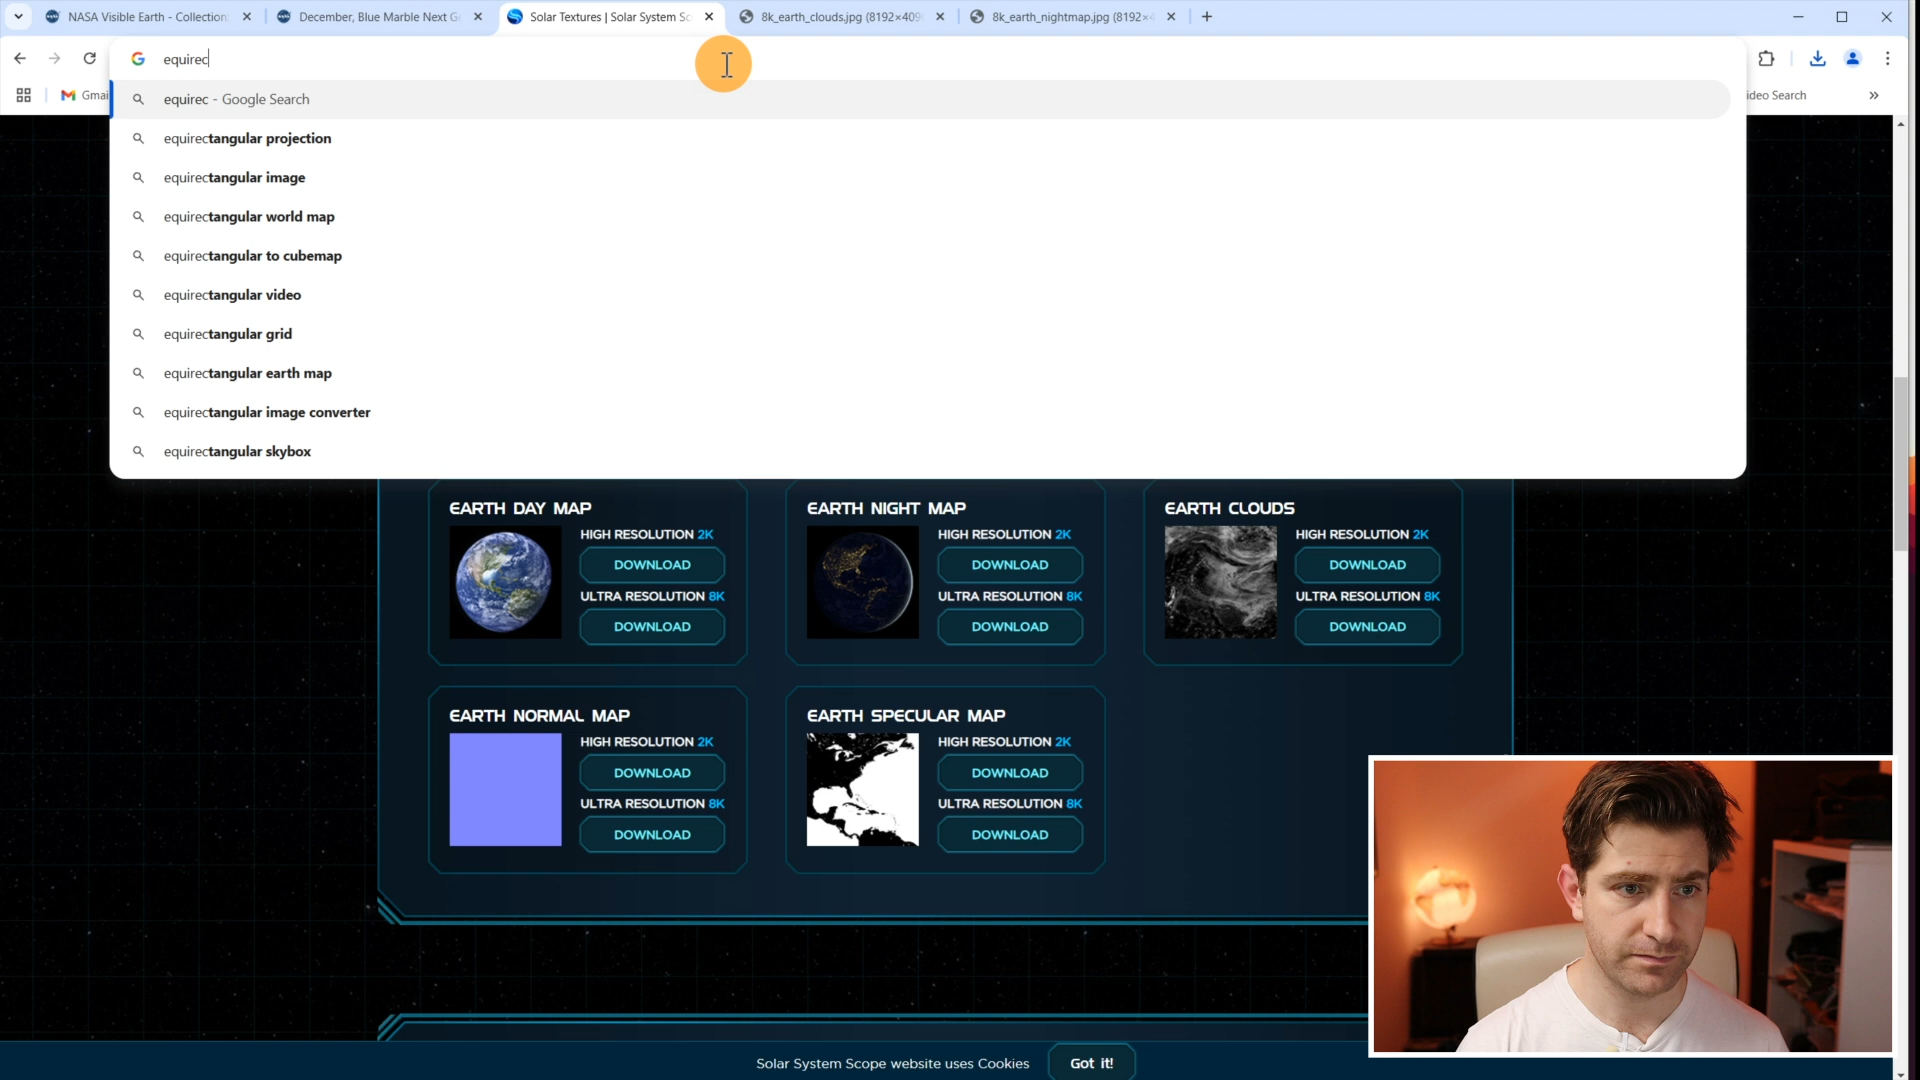 NASA Visible Earth - Collection
December, Blue Marble Next Ge
Solar Textures | Solar System Sc
8k_earth_clouds.jpg (8192×409
8k_earth_nightmap.jpg (8192×4
equirec
Gmai
ideo Search
equirec - Google Search
equirectangular projection
equirectangular image
equirectangular world map
equirectangular to cubemap
equirectangular video
equirectangular grid
equirectangular earth map
equirectangular image converter
equirectangular skybox
EARTH DAY MAP
HIGH RESOLUTION 2K
DOWNLOAD
ULTRA RESOLUTION 8K
DOWNLOAD
EARTH NIGHT MAP
HIGH RESOLUTION 2K
DOWNLOAD
ULTRA RESOLUTION 8K
DOWNLOAD
EARTH CLOUDS
HIGH RESOLUTION 2K
DOWNLOAD
ULTRA RESOLUTION 8K
DOWNLOAD
EARTH NORMAL MAP
HIGH RESOLUTION 2K
DOWNLOAD
ULTRA RESOLUTION 8K
DOWNLOAD
EARTH SPECULAR MAP
HIGH RESOLUTION 2K
DOWNLOAD
ULTRA RESOLUTION 8K
DOWNLOAD
Solar System Scope website uses Cookies
Got it!